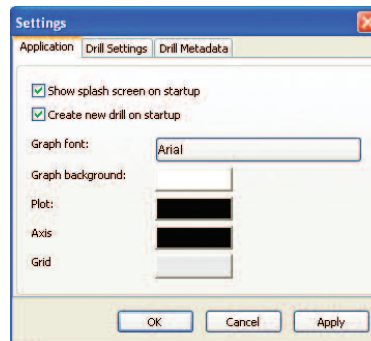 Settings
Application Drill Settings Drill Metadata
Show splash screen on startup
Create new drill on startup
Graph font: Arial
Graph background:
Plot:
Axis
Grid
OK Cancel Apply